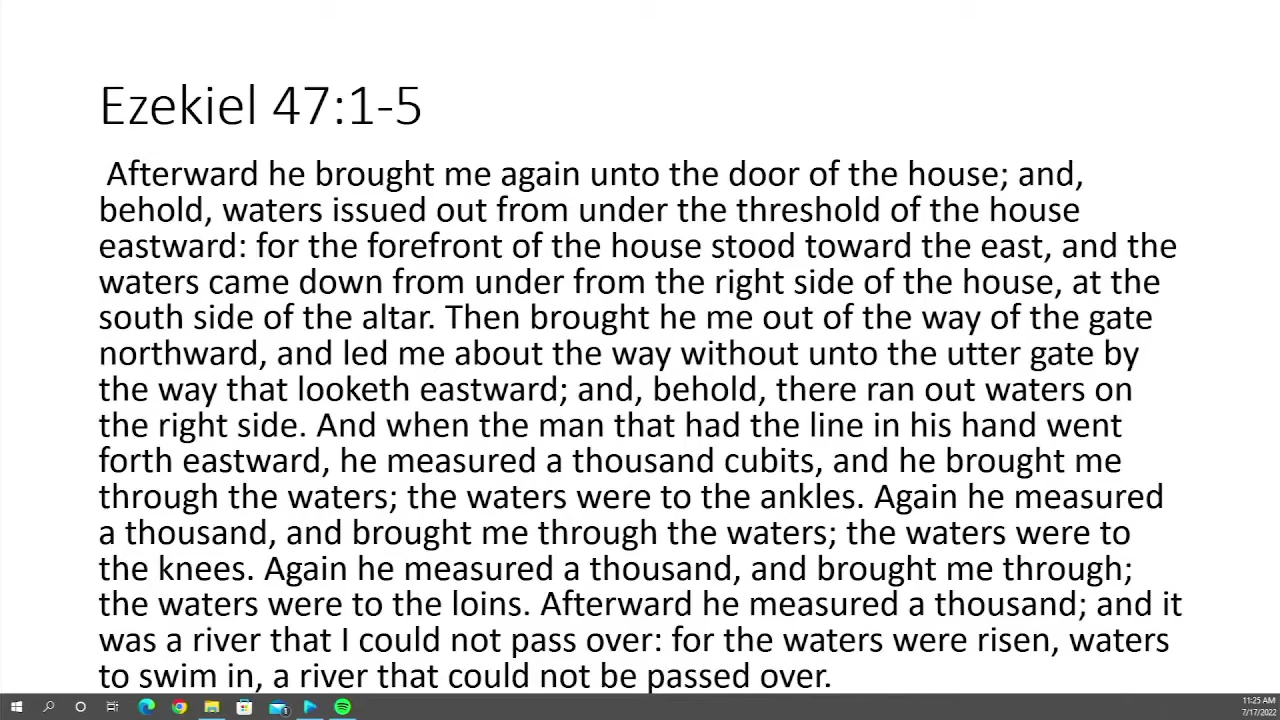 Ezekiel 47:1-5
Afterward he brought me again unto the door of the house; and,
behold, waters issued out from under the threshold of the house
eastward: for the forefront of the house stood toward the east, and the
waters came down from under from the right side of the house, at the
south side of the altar. Then brought he me out of the way of the gate
northward, and led me about the way without unto the utter gate by
the way that looketh eastward; and, behold, there ran out waters on
the right side. And when the man that had the line in his hand went
forth eastward, he measured a thousand cubits, and he brought me
through the waters; the waters were to the ankles. Again he measured
a thousand, and brought me through the waters; the waters were to
the knees. Again he measured a thousand, and brought me through;
the waters were to the loins. Afterward he measured a thousand; and it
was a river that I could not pass over: for the waters were risen, waters
to swim in, a river that could not be passed over.
11:25 AM
7/17/2022